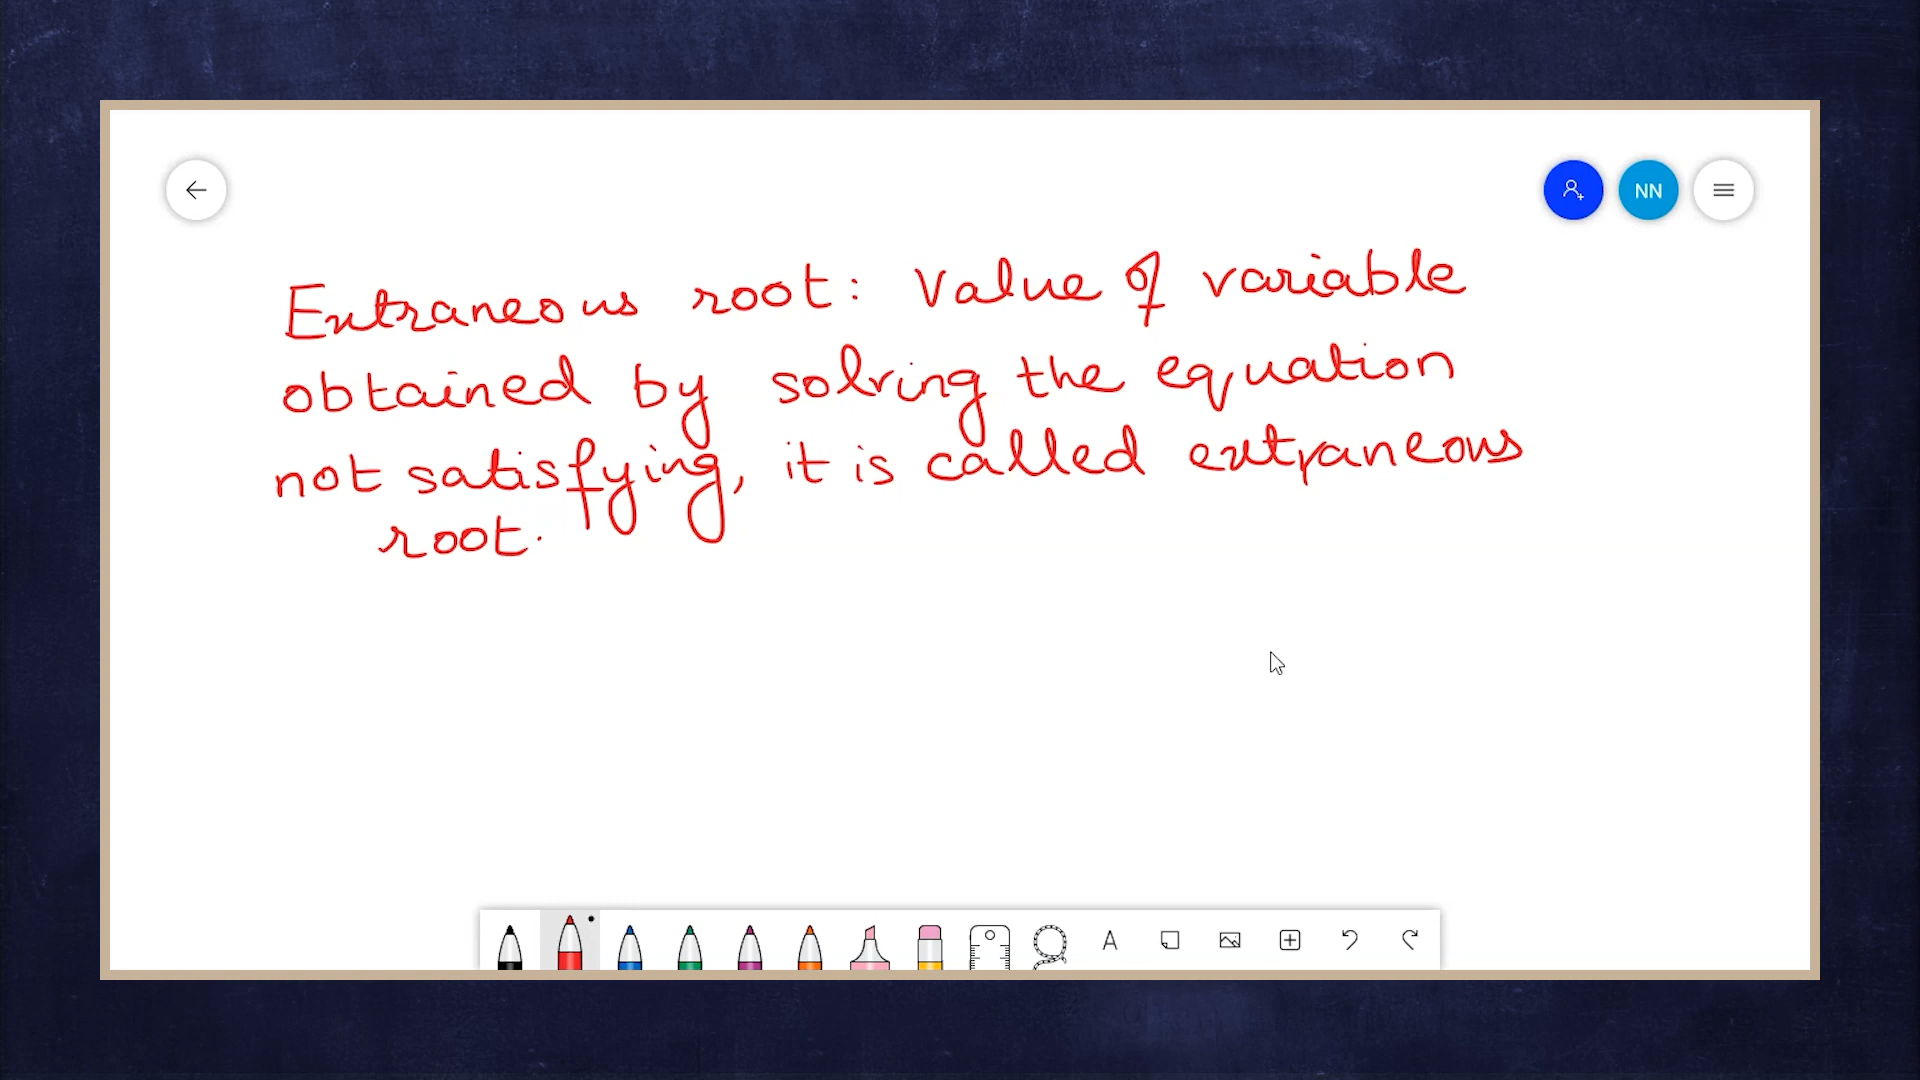 NN
Extraneous root: Value of variable
obtained by solving the equation
not satisfying, it is called extraneous
root.
A